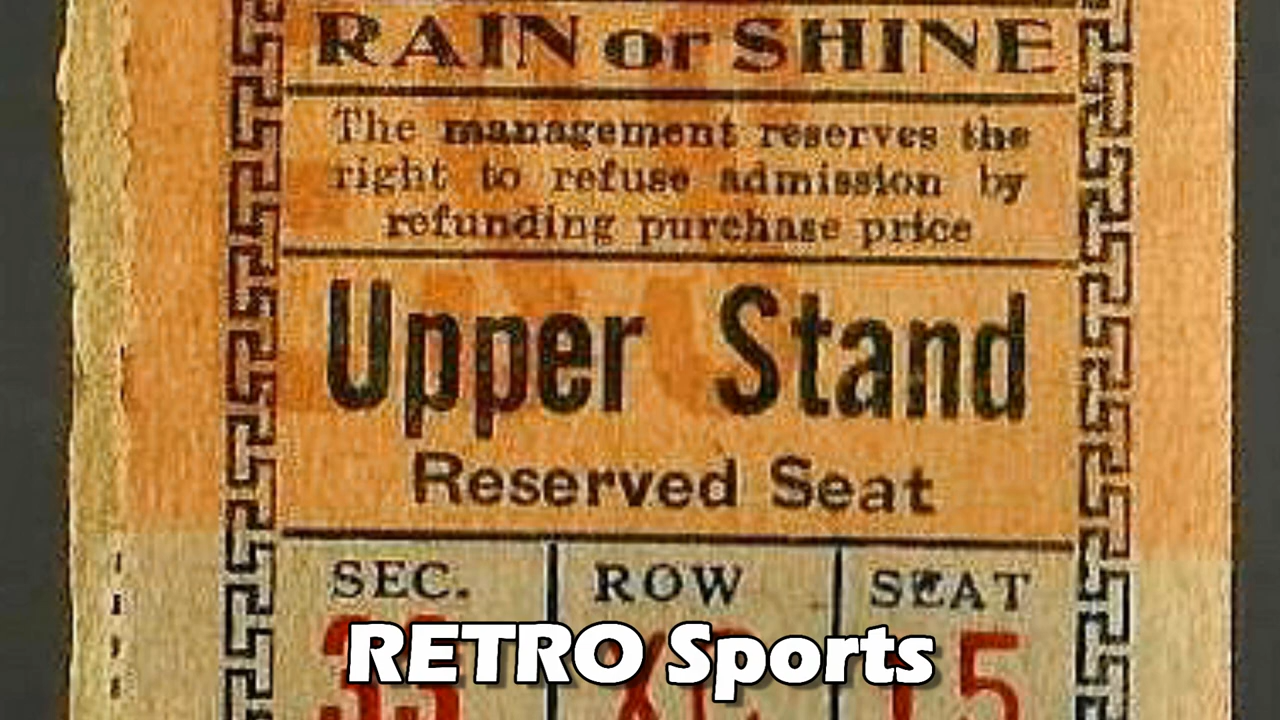 RAIN or SHINE
The management reserves the
right to refuse admission by
refunding purchase price
Upper Stand
Reserved Seat
SEC. ROW SEAT
RETRO Sports